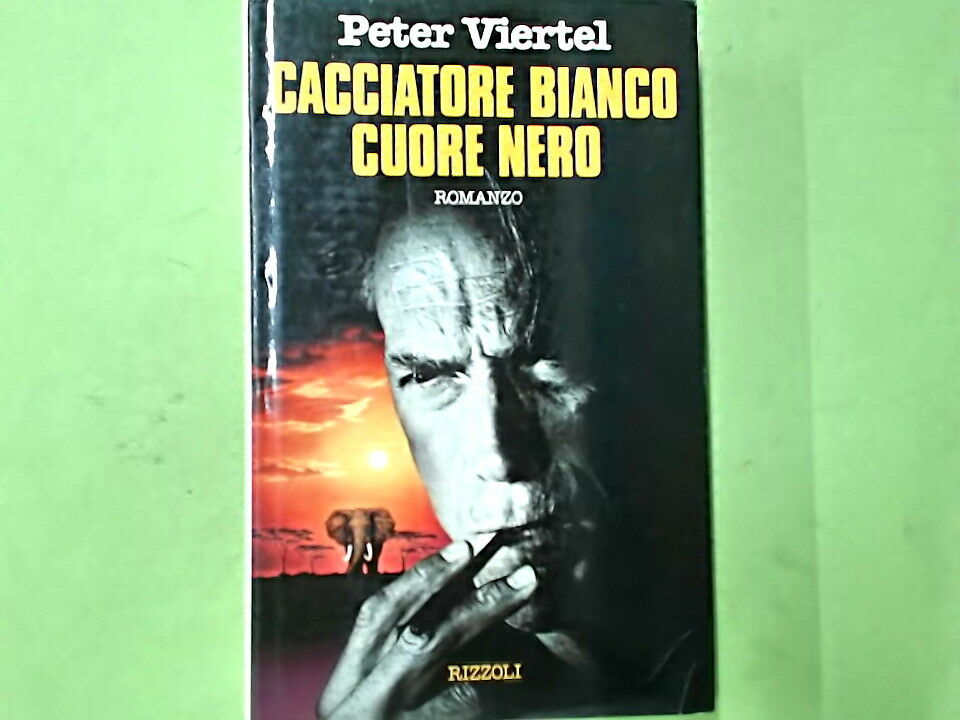 Peter Viertel
CACCIATORE BIANCO
CUORE NERO
ROMANZO
RIZZOLI